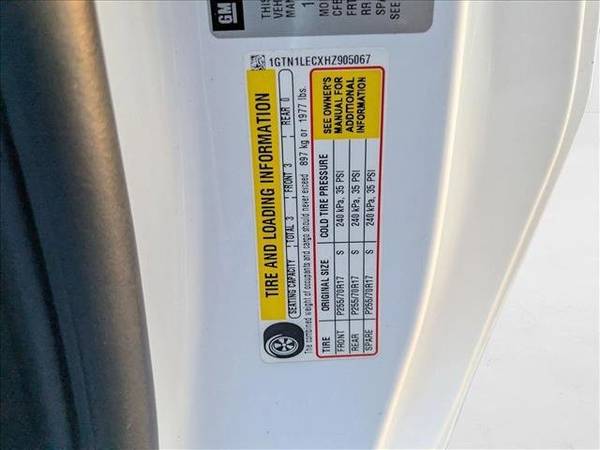 GM
THIS
VEH
MANU
1GTN1LECXHZ905067
TIRE AND LOADING INFORMATION
SEATING CAPACITY TOTAL 3 FRONT 3 REAR 0
The combined weight of occupants and cargo should never exceed 897 kg or 1977 lbs.
TIRE ORIGINAL SIZE COLD TIRE PRESSURE
FRONT P255/70R17 S 240 kPa, 35 PSI
REAR P255/70R17 S 240 kPa, 35 PSI
SPARE P255/70R17 S 240 kPa, 35 PSI
SEE OWNER'S
MANUAL FOR
ADDITIONAL
INFORMATION